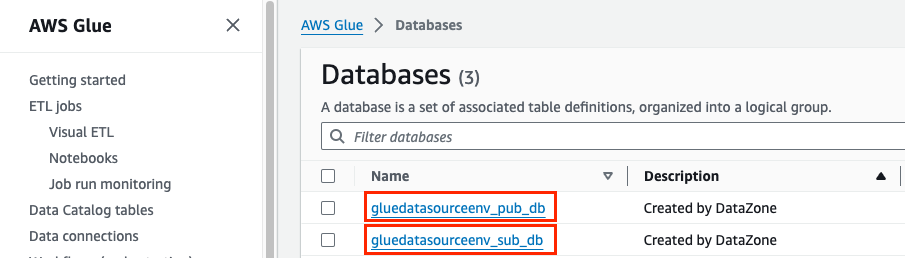 AWS Glue
Getting started
ETL jobs
Visual ETL
Notebooks
Job run monitoring
Data Catalog tables
Data connections
AWS Glue > Databases
Databases (3)
A database is a set of associated table definitions, organized into a logical group.
Filter databases
Name Description
gluedatasourceenv_pub_db Created by DataZone
gluedatasourceenv_sub_db Created by DataZone